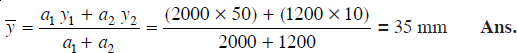 ȳ = (a₁ y₁ + a₂ y₂) / (a₁ + a₂) = ((2000 × 50) + (1200 × 10)) / (2000 + 1200) = 35 mm Ans.